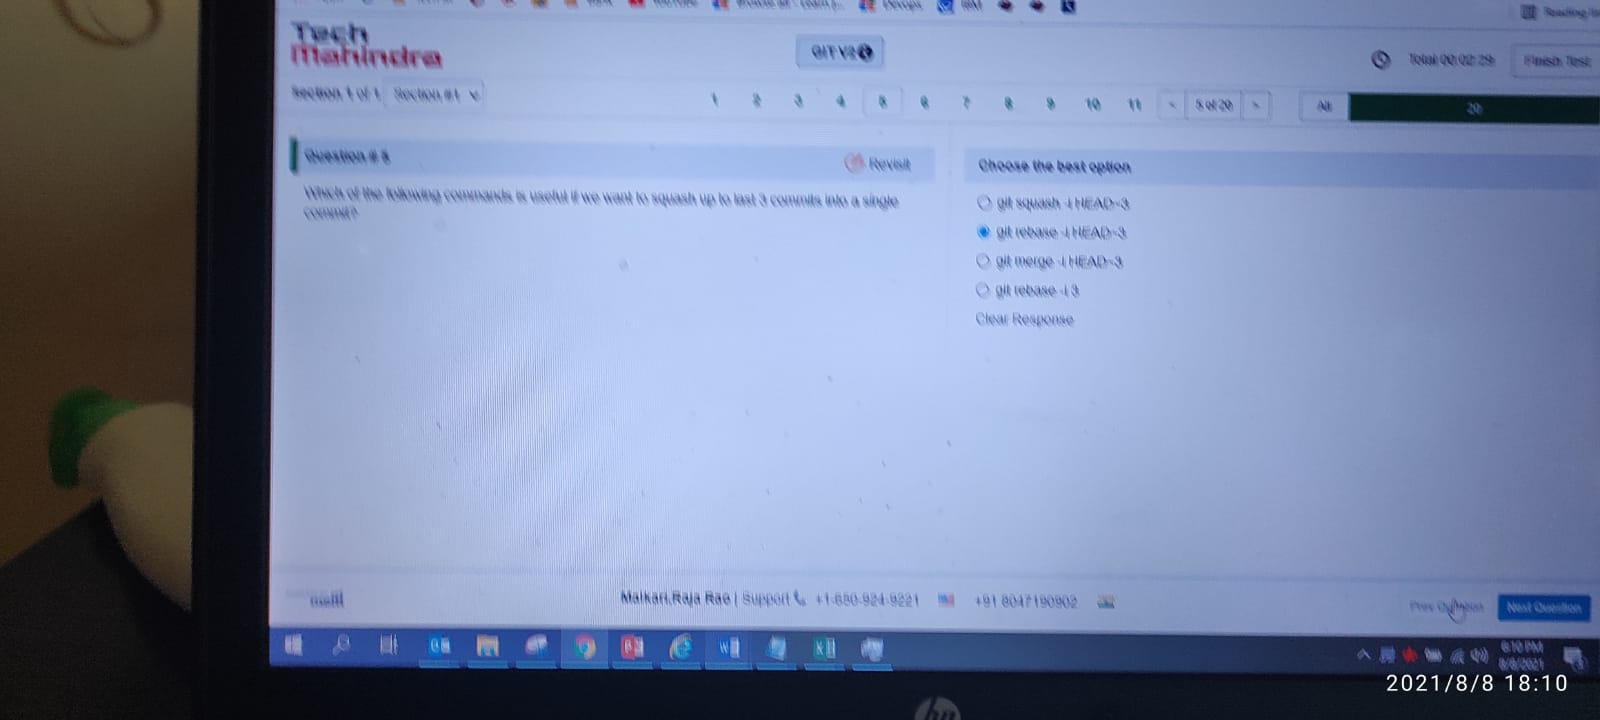 Tech
Mahindra
GIT V2
Total: 00:02:29
Finish Test
Section 1 of 1
Section #1
1 2 3 4 5 6 7 8 9 10 11
5 of 20
All
20
Question # 5
Revisit
Which of the following commands is useful if we want to squash up to last 3 commits into a single
commit?
Choose the best option
git squash -i HEAD~3
git rebase -i HEAD~3
git merge -i HEAD~3
git rebase -i 3
Clear Response
Malkari,Raja Rao | Support
+1-650-924-9221
+91 8047190902
Prev Question
Next Question
6:10 PM
8/8/2021
hp
2021/8/8 18:10